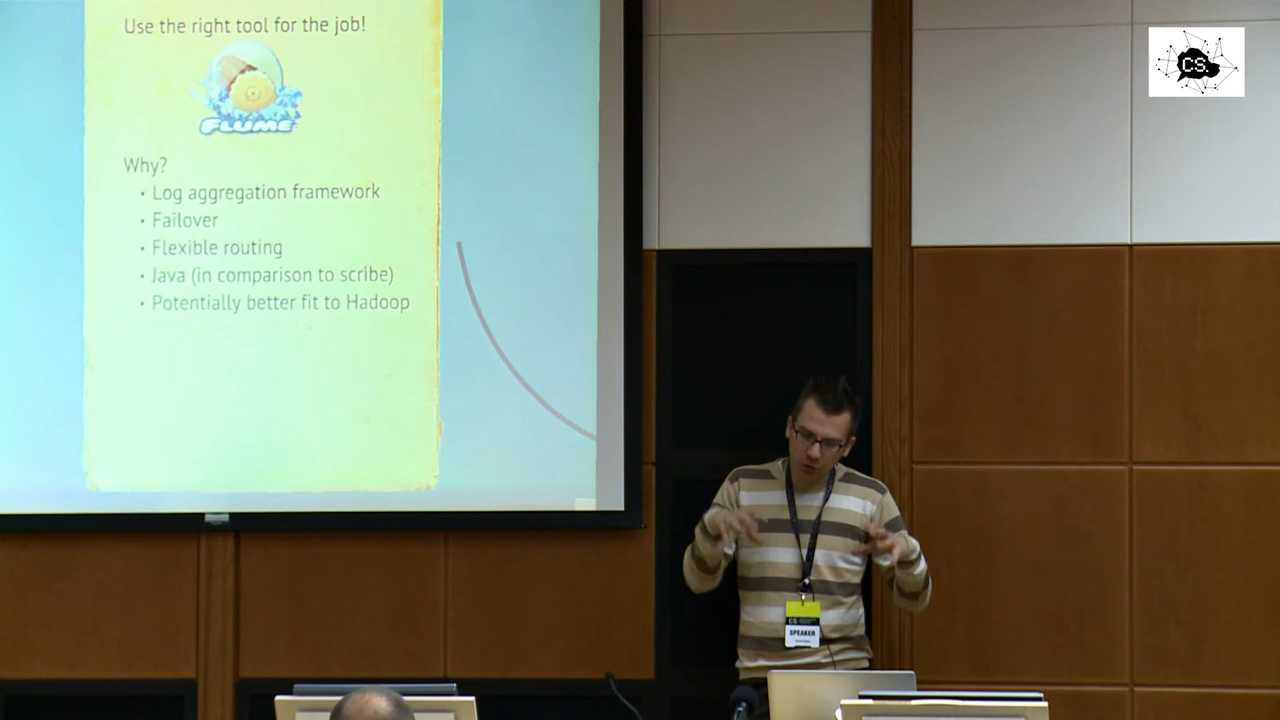 Use the right tool for the job!
FLUME
Why?
• Log aggregation framework
• Failover
• Flexible routing
• Java (in comparison to scribe)
• Potentially better fit to Hadoop
CS.
CS
SPEAKER